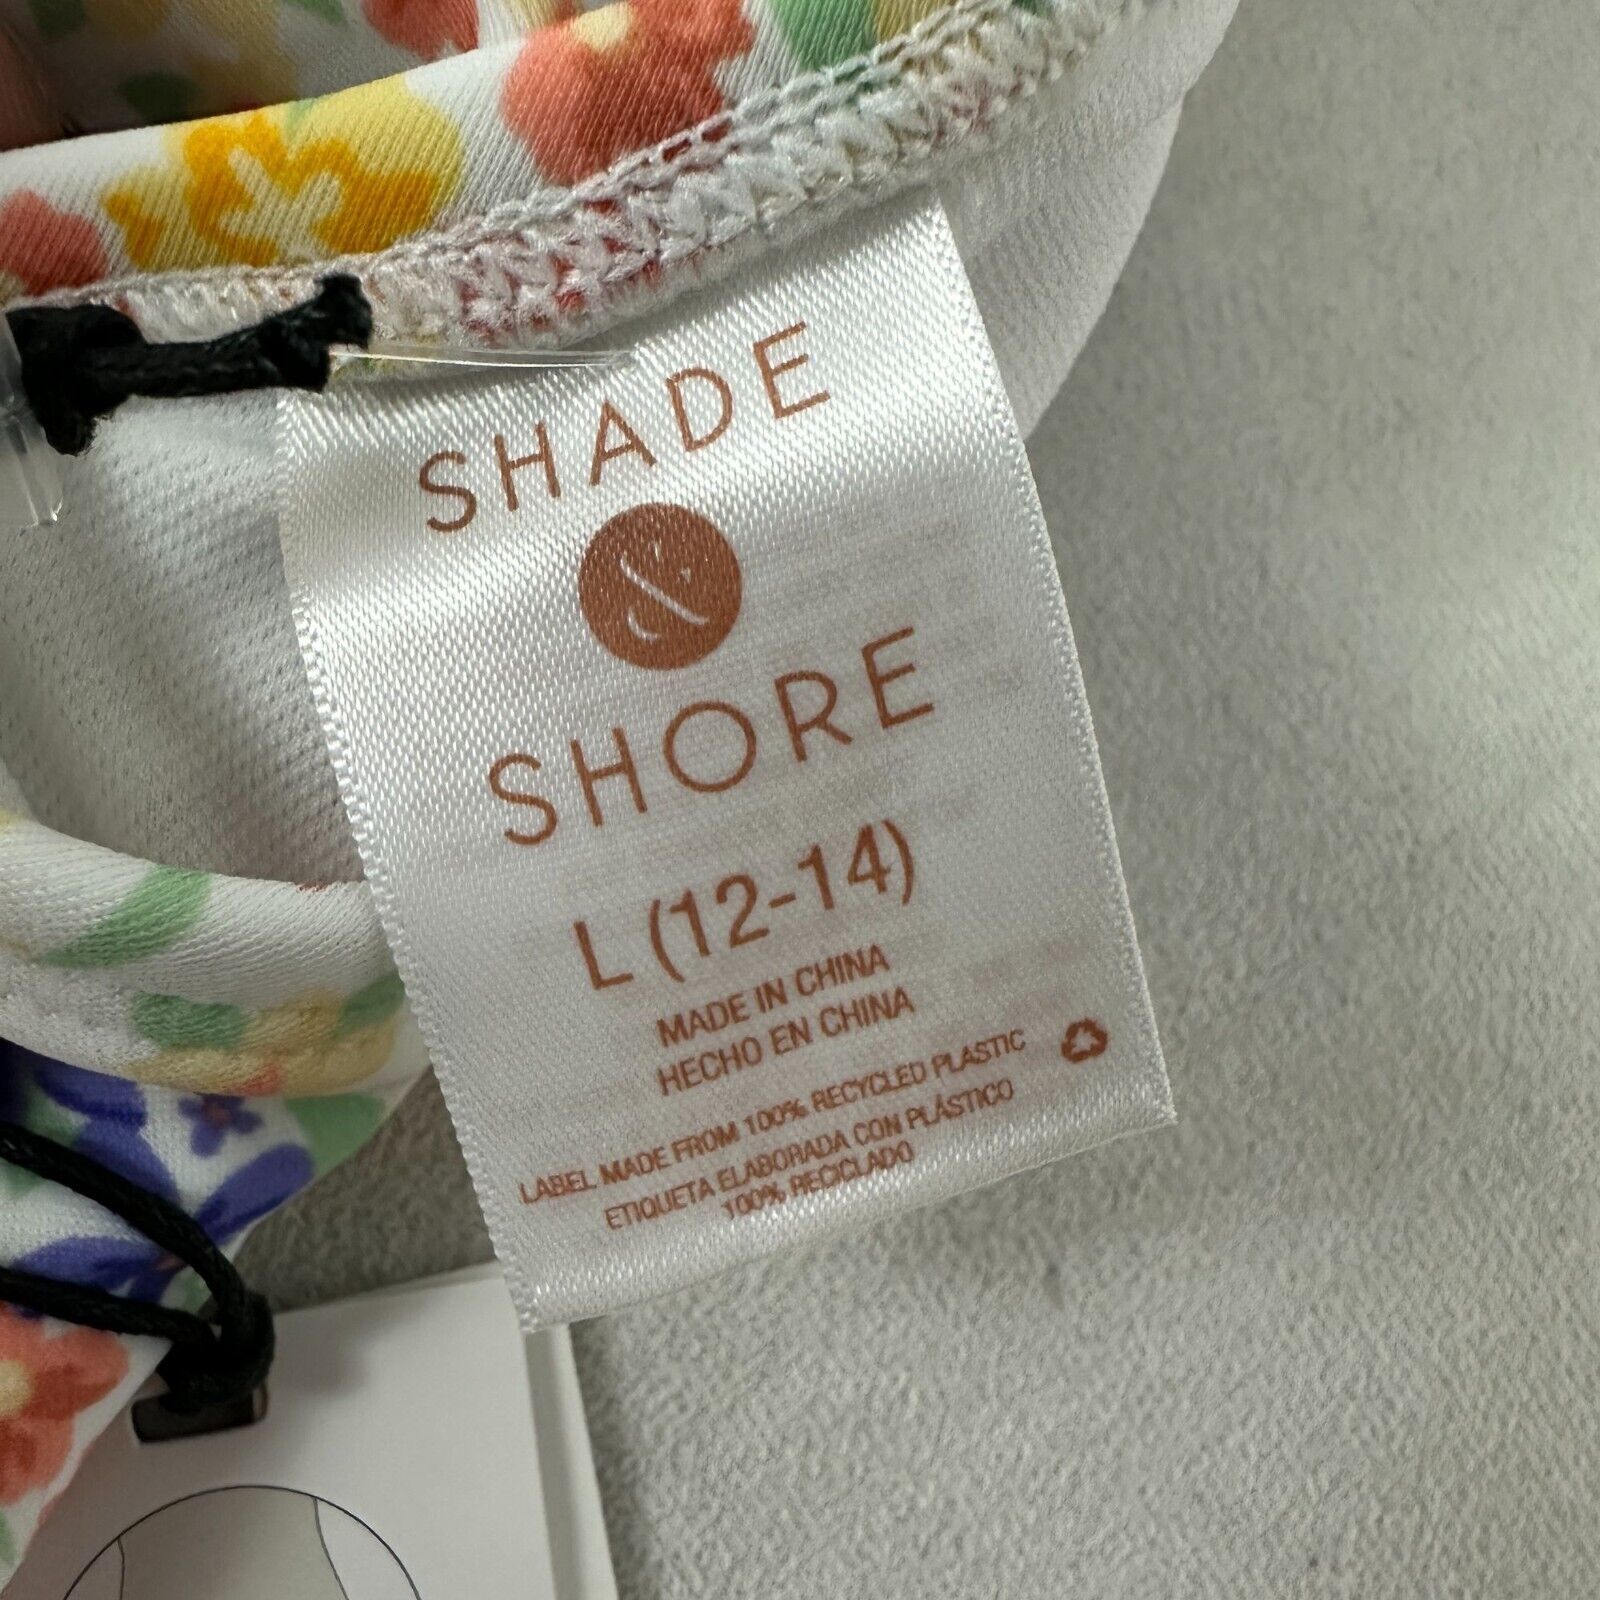 SHADE
&
SHORE
L (12-14)
MADE IN CHINA
HECHO EN CHINA
LABEL MADE FROM 100% RECYCLED PLASTIC
ETIQUETA ELABORADA CON PLÁSTICO
100% RECICLADO